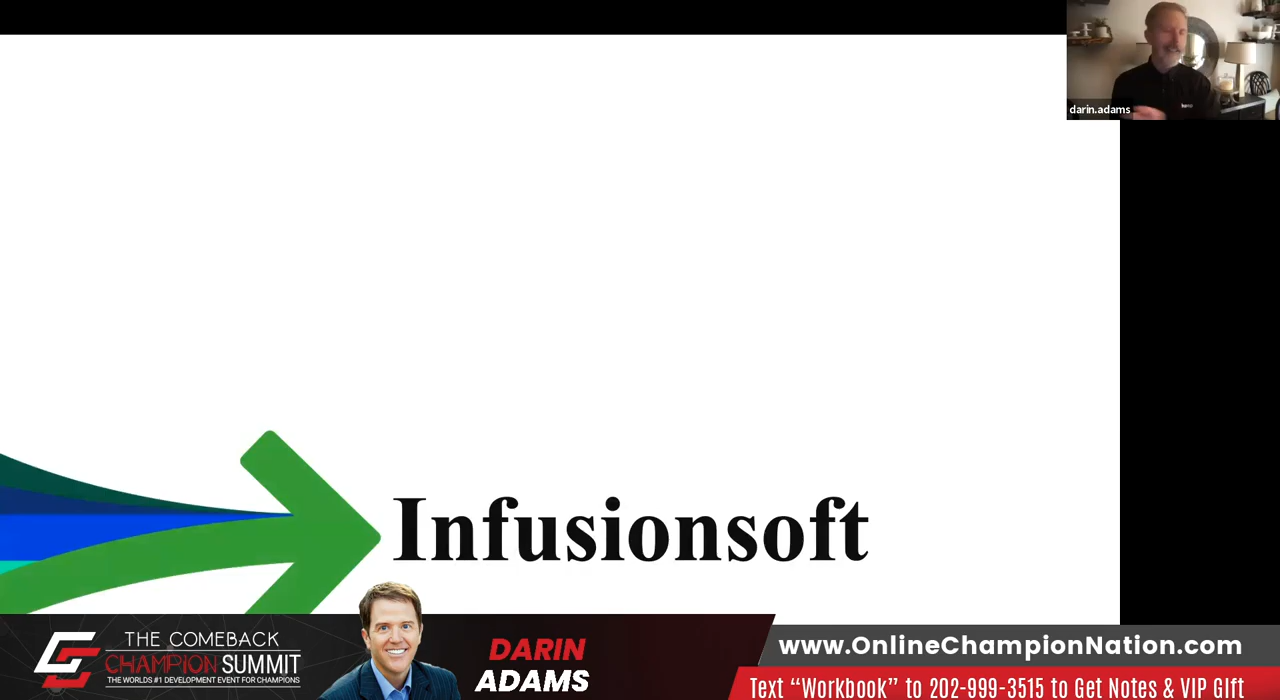 darin.adams
Infusionsoft
THE COMEBACK
CHAMPION SUMMIT
THE WORLDS #1 DEVELOPMENT EVENT FOR CHAMPIONS
DARIN
ADAMS
www.OnlineChampionNation.com
Text “Workbook” to 202-999-3515 to Get Notes & VIP GIft